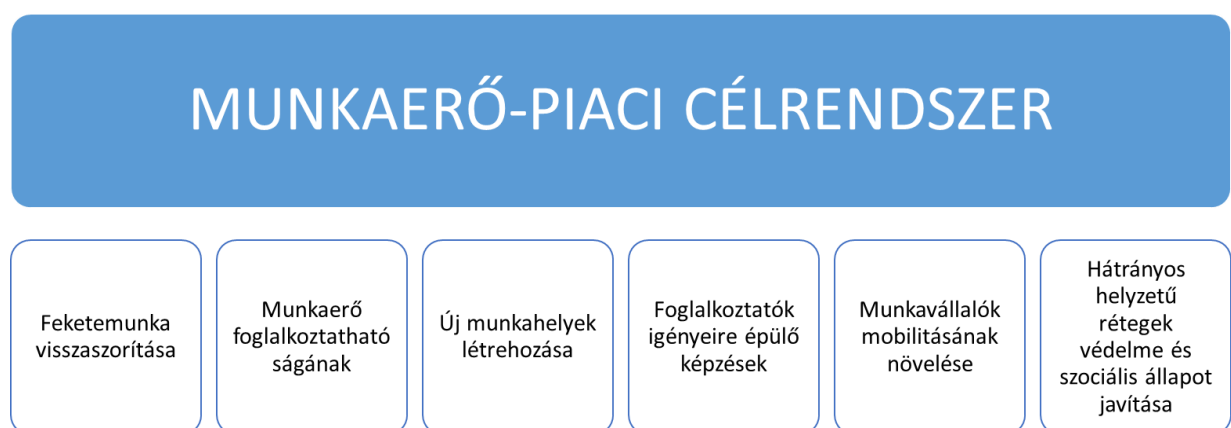 MUNKAERŐ-PIACI CÉLRENDSZER
Feketemunka
visszaszorítása
Munkaerő
foglalkoztatható
ságának
Új munkahelyek
létrehozása
Foglalkoztatók
igényeire épülő
képzések
Munkavállalók
mobilitásának
növelése
Hátrányos
helyzetű
rétegek
védelme és
szociális állapot
javítása